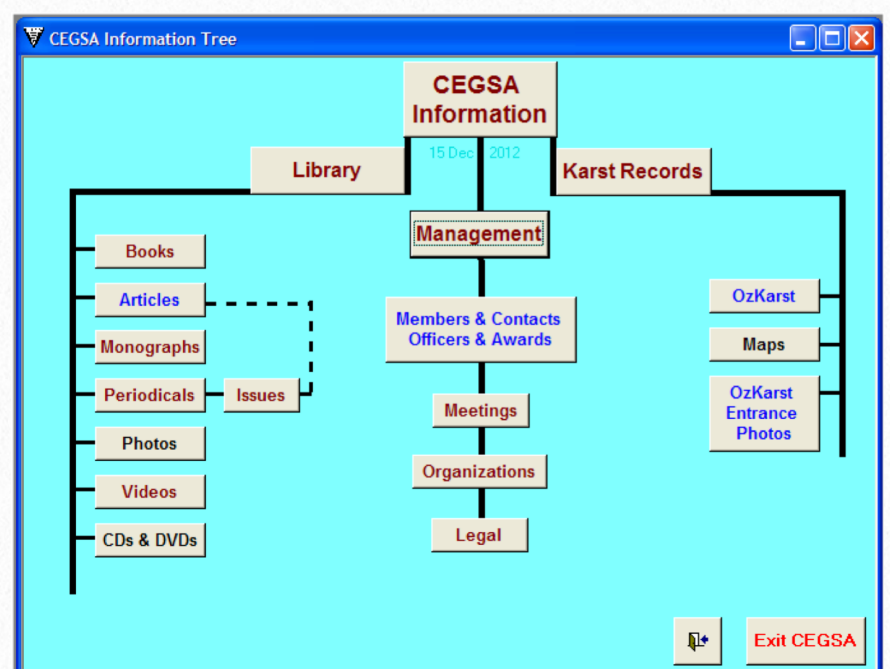 CEGSA Information Tree
CEGSA
Information
15 Dec 2012
Library
Karst Records
Management
Books
Articles
Monographs
Periodicals
Issues
Photos
Videos
CDs & DVDs
Members & Contacts
Officers & Awards
Meetings
Organizations
Legal
OzKarst
Maps
OzKarst
Entrance
Photos
Exit CEGSA